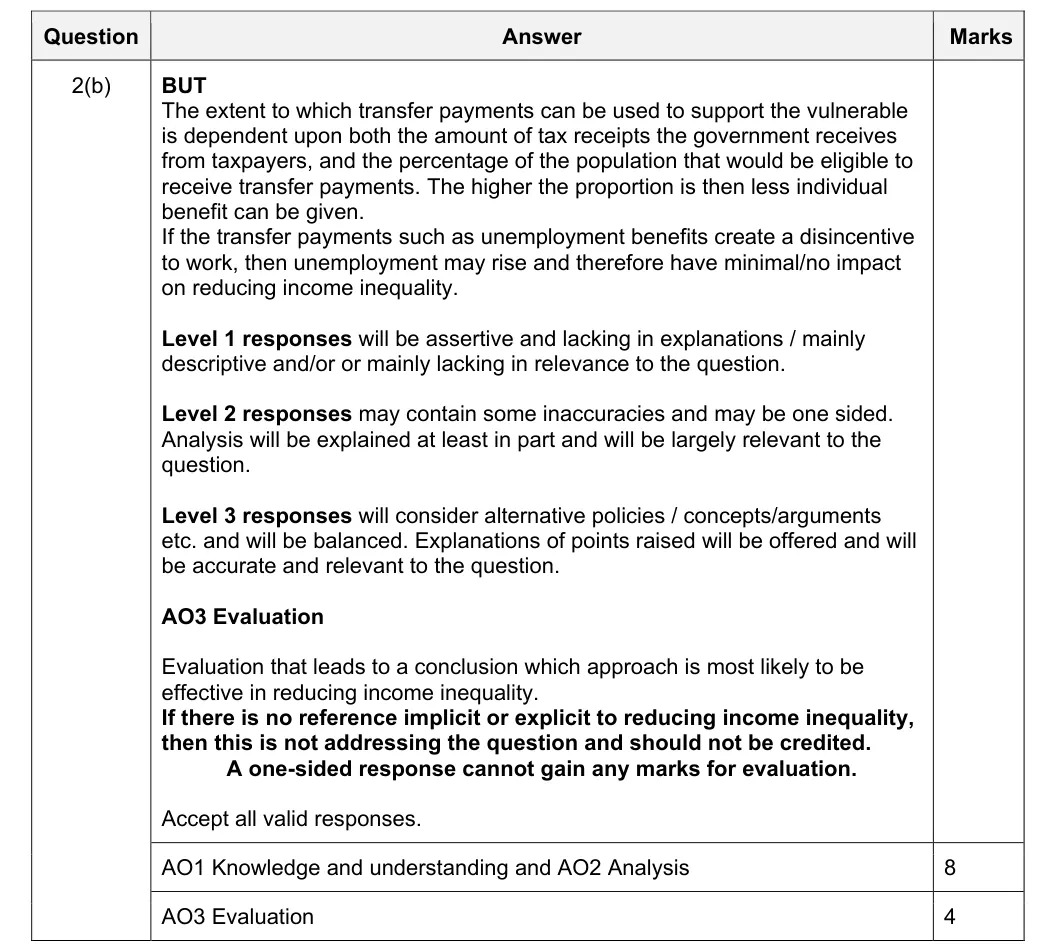 Question Answer Marks
2(b) BUT
The extent to which transfer payments can be used to support the vulnerable
is dependent upon both the amount of tax receipts the government receives
from taxpayers, and the percentage of the population that would be eligible to
receive transfer payments. The higher the proportion is then less individual
benefit can be given.
If the transfer payments such as unemployment benefits create a disincentive
to work, then unemployment may rise and therefore have minimal/no impact
on reducing income inequality.
Level 1 responses will be assertive and lacking in explanations / mainly
descriptive and/or or mainly lacking in relevance to the question.
Level 2 responses may contain some inaccuracies and may be one sided.
Analysis will be explained at least in part and will be largely relevant to the
question.
Level 3 responses will consider alternative policies / concepts/arguments
etc. and will be balanced. Explanations of points raised will be offered and will
be accurate and relevant to the question.
AO3 Evaluation
Evaluation that leads to a conclusion which approach is most likely to be
effective in reducing income inequality.
If there is no reference implicit or explicit to reducing income inequality,
then this is not addressing the question and should not be credited.
A one-sided response cannot gain any marks for evaluation.
Accept all valid responses.
AO1 Knowledge and understanding and AO2 Analysis 8
AO3 Evaluation 4